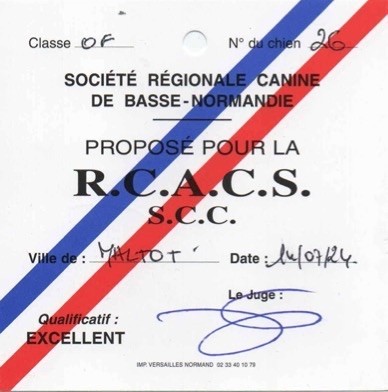 Classe OF N° du chien 26
SOCIÉTÉ RÉGIONALE CANINE
DE BASSE-NORMANDIE
PROPOSÉ POUR LA
R.C.A.C.S.
S.C.C.
Ville de : MALTOT Date : 14/07/24
Le Juge :
Qualificatif :
EXCELLENT
IMP. VERSAILLES NORMAND 02 33 40 10 79